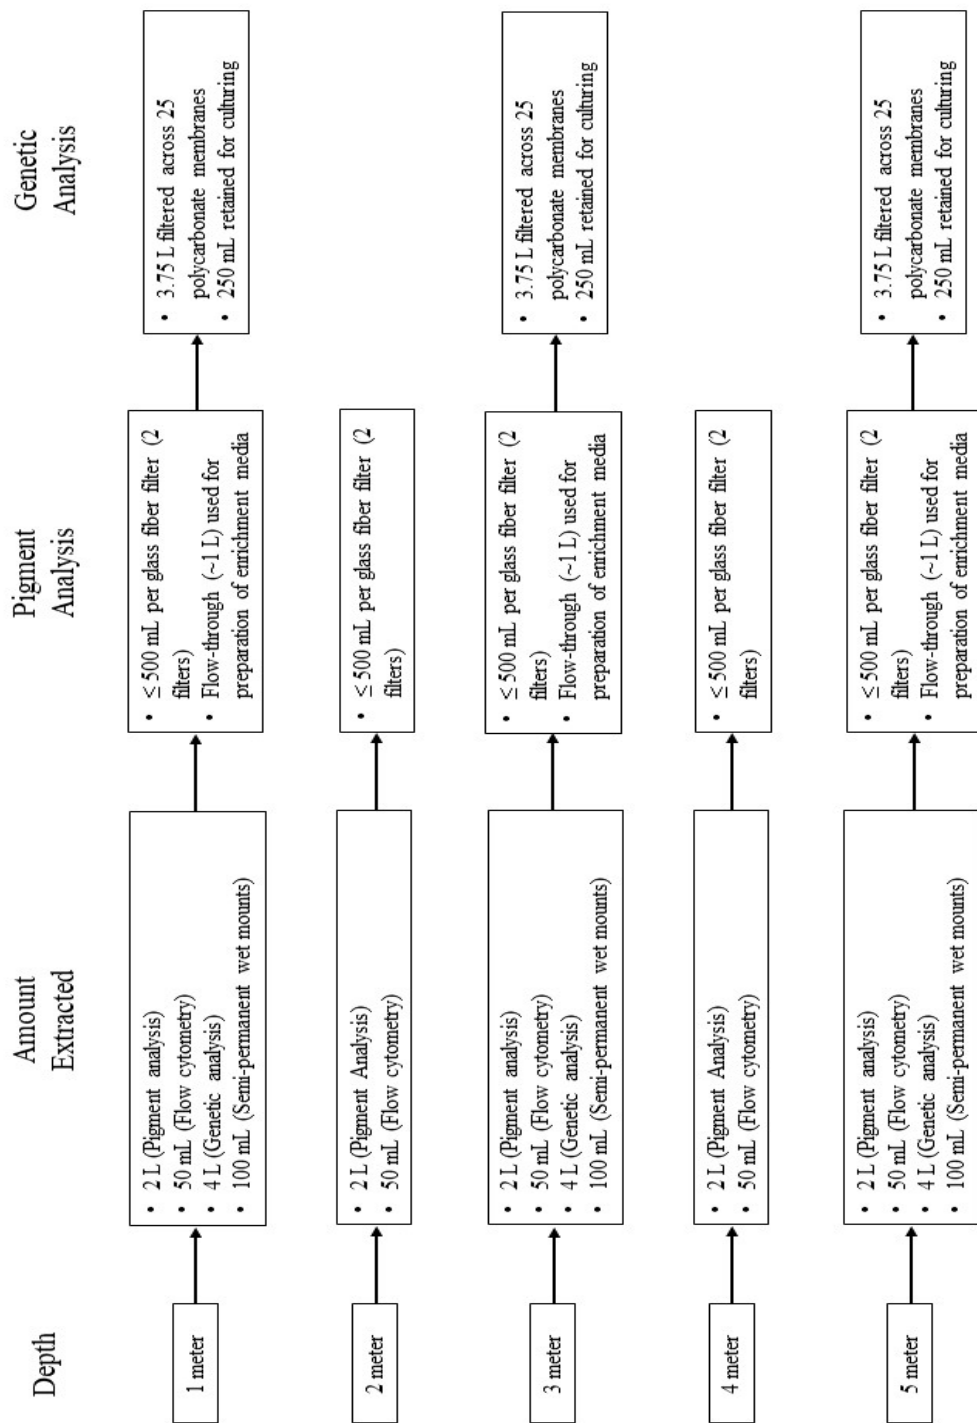 Depth
Amount
Extracted
Pigment
Analysis
Genetic
Analysis
1 meter
• 2 L (Pigment analysis)
• 50 mL (Flow cytometry)
• 4 L (Genetic analysis)
• 100 mL (Semi-permanent wet mounts)
• ≤ 500 mL per glass fiber filter (2
filters)
• Flow-through (~1 L) used for
preparation of enrichment media
• 3.75 L filtered across 25
polycarbonate membranes
• 250 mL retained for culturing
2 meter
• 2 L (Pigment Analysis)
• 50 mL (Flow cytometry)
• ≤ 500 mL per glass fiber filter (2
filters)
3 meter
• 2 L (Pigment analysis)
• 50 mL (Flow cytometry)
• 4 L (Genetic analysis)
• 100 mL (Semi-permanent wet mounts)
• ≤ 500 mL per glass fiber filter (2
filters)
• Flow-through (~1 L) used for
preparation of enrichment media
• 3.75 L filtered across 25
polycarbonate membranes
• 250 mL retained for culturing
4 meter
• 2 L (Pigment Analysis)
• 50 mL (Flow cytometry)
• ≤ 500 mL per glass fiber filter (2
filters)
5 meter
• 2 L (Pigment analysis)
• 50 mL (Flow cytometry)
• 4 L (Genetic analysis)
• 100 mL (Semi-permanent wet mounts)
• ≤ 500 mL per glass fiber filter (2
filters)
• Flow-through (~1 L) used for
preparation of enrichment media
• 3.75 L filtered across 25
polycarbonate membranes
• 250 mL retained for culturing